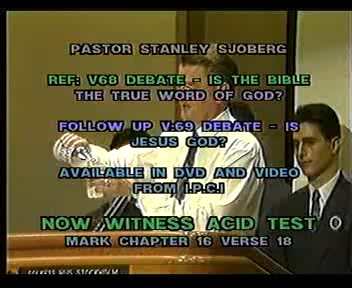 PASTOR STANLEY SJOBERG
REF: V68 DEBATE - IS THE BIBLE
THE TRUE WORD OF GOD?
FOLLOW UP V:69 DEBATE - IS
JESUS GOD?
AVAILABLE IN DVD AND VIDEO
FROM I.P.C.I
NOW WITNESS ACID TEST
MARK CHAPTER 16 VERSE 18
STOCKHOLM